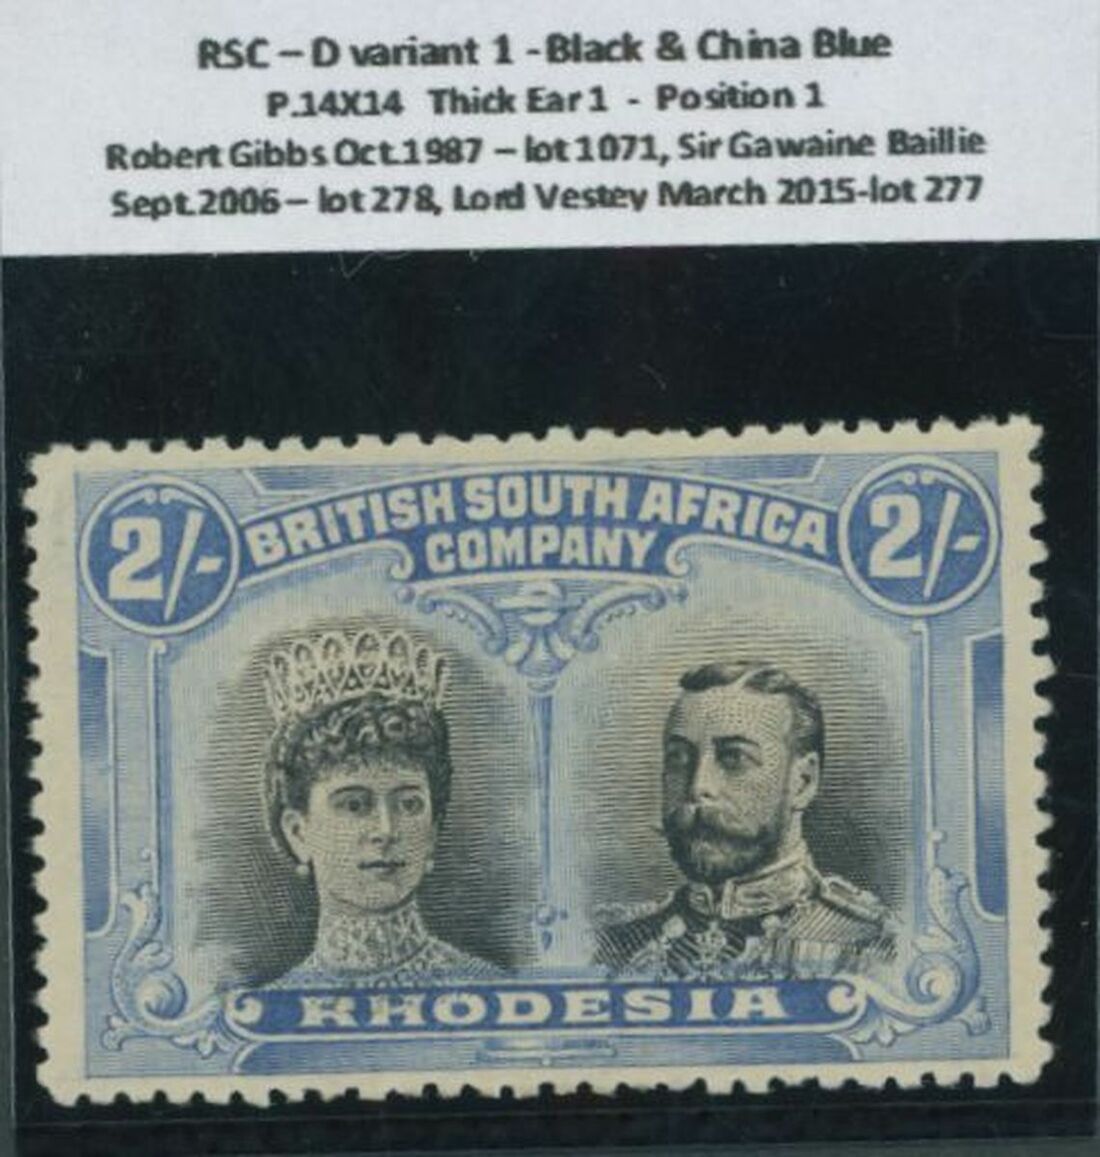 RSC – D variant 1 - Black & China Blue
P.14X14 Thick Ear 1 - Position 1
Robert Gibbs Oct.1987 – lot 1071, Sir Gawaine Baillie
Sept.2006 – lot 278, Lord Vestey March 2015-lot 277
2/- BRITISH SOUTH AFRICA 2/-
COMPANY
RHODESIA